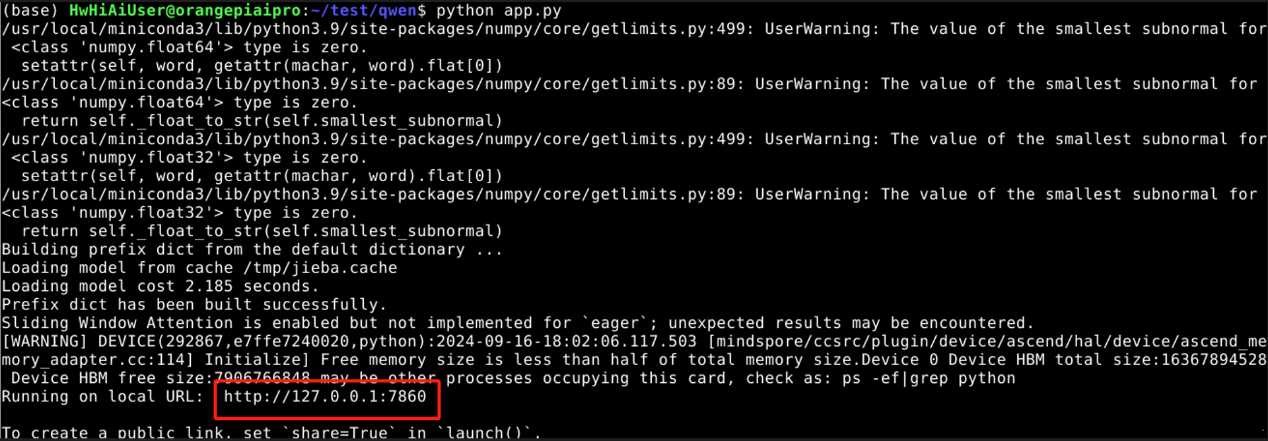 (base) HwHiAiUser@orangepiaipro:~/test/qwen$ python app.py
/usr/local/miniconda3/lib/python3.9/site-packages/numpy/core/getlimits.py:499: UserWarning: The value of the smallest subnormal for
<class 'numpy.float64'> type is zero.
setattr(self, word, getattr(machar, word).flat[0])
/usr/local/miniconda3/lib/python3.9/site-packages/numpy/core/getlimits.py:89: UserWarning: The value of the smallest subnormal for
<class 'numpy.float64'> type is zero.
return self._float_to_str(self.smallest_subnormal)
/usr/local/miniconda3/lib/python3.9/site-packages/numpy/core/getlimits.py:499: UserWarning: The value of the smallest subnormal for
<class 'numpy.float32'> type is zero.
setattr(self, word, getattr(machar, word).flat[0])
/usr/local/miniconda3/lib/python3.9/site-packages/numpy/core/getlimits.py:89: UserWarning: The value of the smallest subnormal for
<class 'numpy.float32'> type is zero.
return self._float_to_str(self.smallest_subnormal)
Building prefix dict from the default dictionary ...
Loading model from cache /tmp/jieba.cache
Loading model cost 2.185 seconds.
Prefix dict has been built successfully.
Sliding Window Attention is enabled but not implemented for `eager`; unexpected results may be encountered.
[WARNING] DEVICE(292867,e7ffe7240020,python):2024-09-16-18:02:06.117.503 [mindspore/ccsrc/plugin/device/ascend/hal/device/ascend_me
mory_adapter.cc:114] Initialize] Free memory size is less than half of total memory size.Device 0 Device HBM total size:16367894528
Device HBM free size:7906766848 may be other processes occupying this card, check as: ps -ef|grep python
Running on local URL: http://127.0.0.1:7860
To create a public link, set `share=True` in `launch()`.